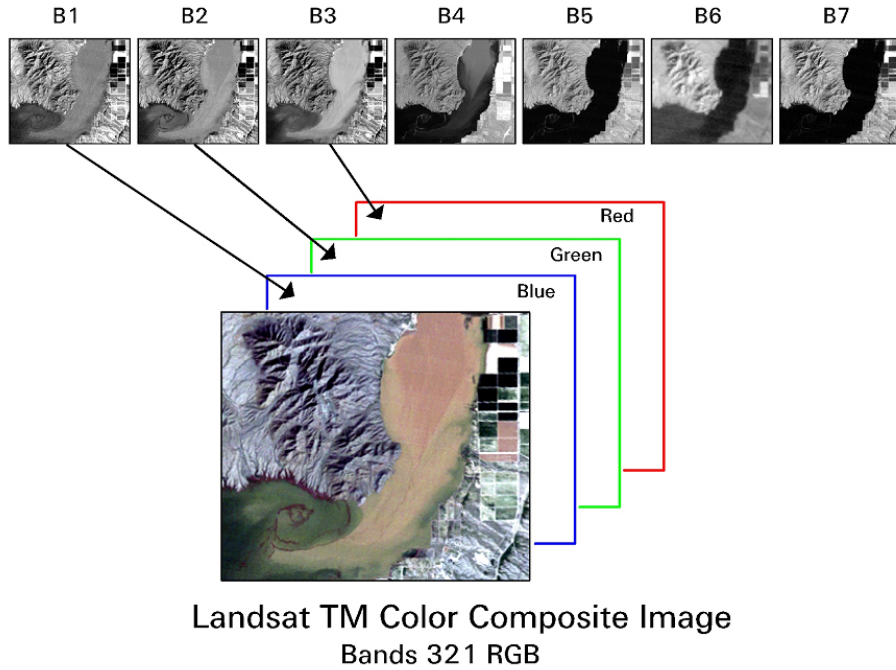 B1 B2 B3 B4 B5 B6 B7
Red
Green
Blue
Landsat TM Color Composite Image
Bands 321 RGB